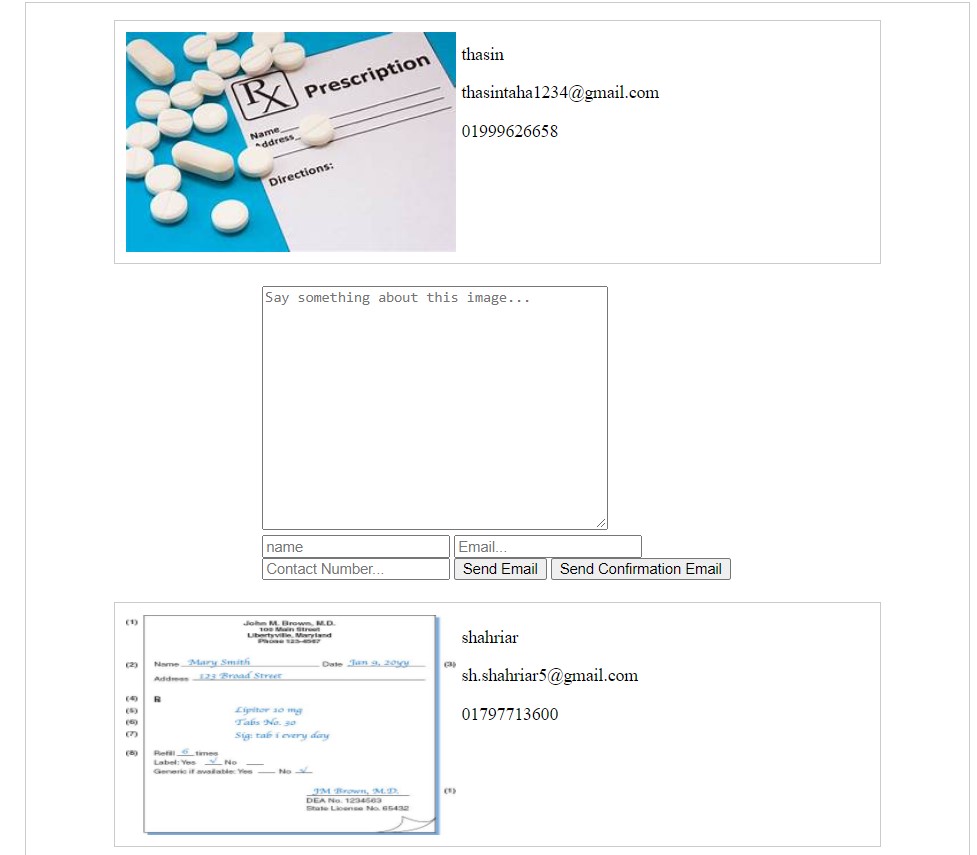 Rx Prescription
thasin
Name
Address
thasintaha1234@gmail.com
Directions:
01999626658
Say something about this image...
name Email...
Contact Number... Send Email Send Confirmation Email
(1) John M. Brown, M.D.
100 Main Street
Libertyville, Maryland
Phone 123-4567
(2) Name Mary Smith Date Jan 9, 20yy (3)
Address 123 Broad Street
(4) R
(5) Lipitor 10 mg
(6) Tabs No. 30
(7) Sig: tab i every day
(8) Refill 6 times
Label: Yes √ No
Generic if available: Yes No √
JM Brown, M.D. (1)
DEA No. 1234563
State License No. 65432
shahriar
sh.shahriar5@gmail.com
01797713600